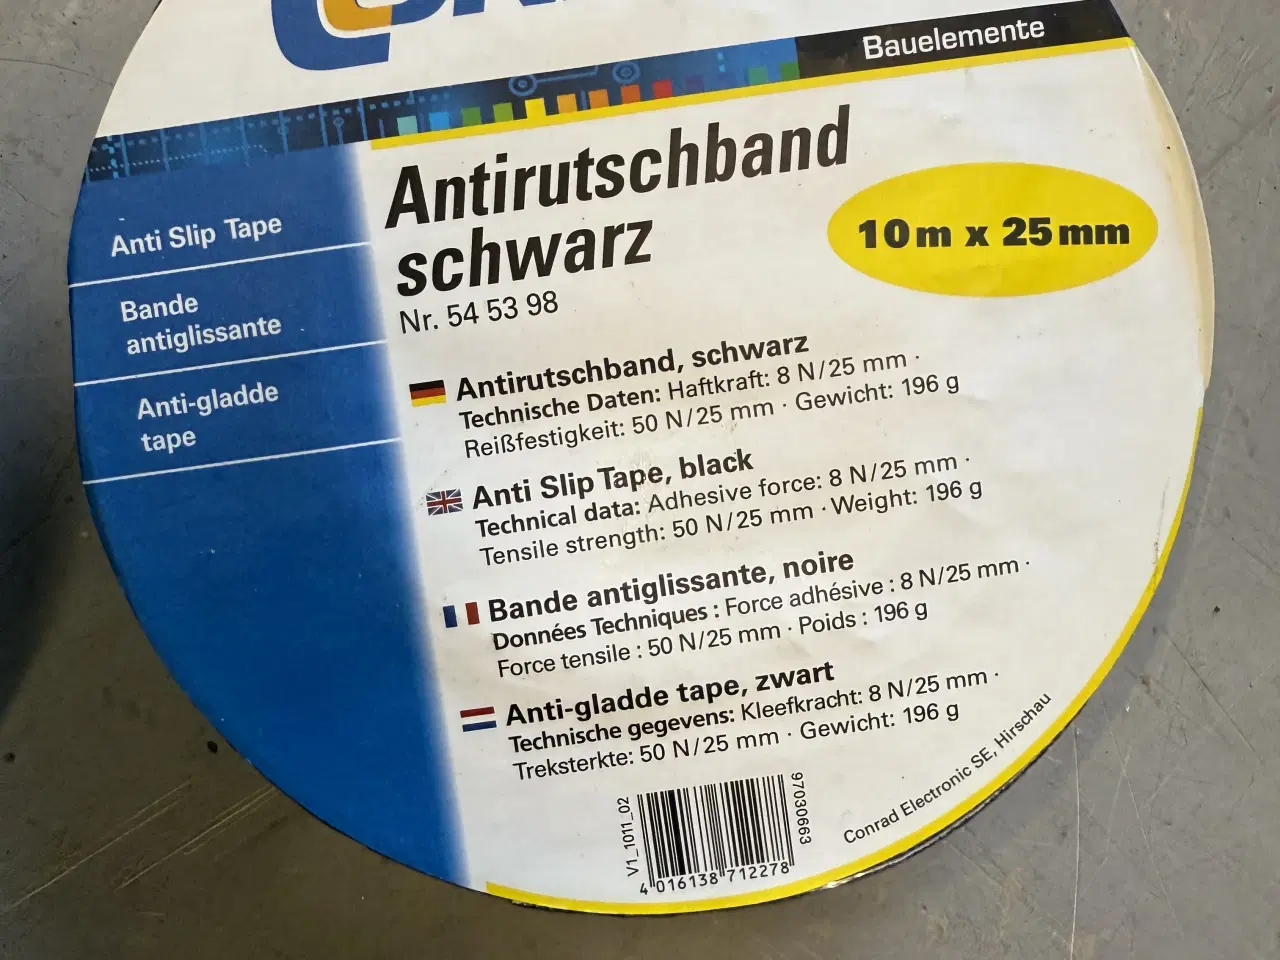 Bauelemente
Antirutschband
schwarz
Nr. 54 53 98
10m x 25mm
Anti Slip Tape
Bande
antiglissante
Anti-gladde
tape
Antirutschband, schwarz
Technische Daten: Haftkraft: 8 N/25 mm ·
Reißfestigkeit: 50 N/25 mm · Gewicht: 196 g
Anti Slip Tape, black
Technical data: Adhesive force: 8 N/25 mm ·
Tensile strength: 50 N/25 mm · Weight: 196 g
Bande antiglissante, noire
Données Techniques : Force adhésive : 8 N/25 mm ·
Force tensile : 50 N/25 mm · Poids : 196 g
Anti-gladde tape, zwart
Technische gegevens: Kleefkracht: 8 N/25 mm ·
Treksterkte: 50 N/25 mm · Gewicht: 196 g
V1_1011_02
97030663
4 016138 712278
Conrad Electronic SE, Hirschau